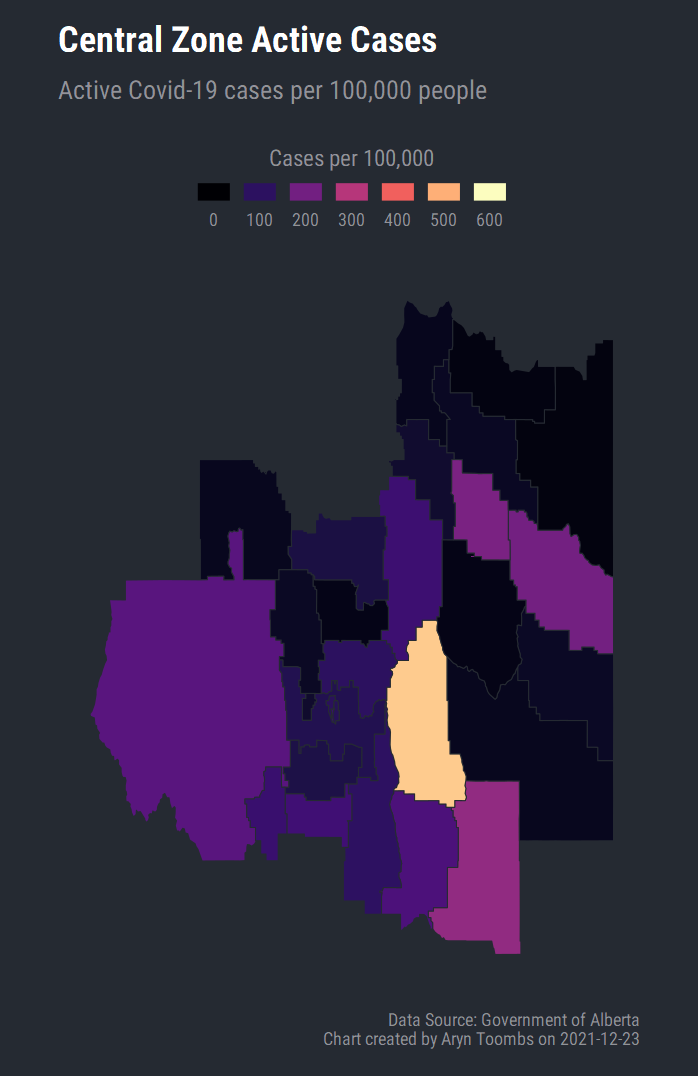 Central Zone Active Cases
Active Covid-19 cases per 100,000 people
Cases per 100,000
0 100 200 300 400 500 600
Data Source: Government of Alberta
Chart created by Aryn Toombs on 2021-12-23